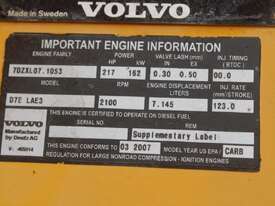 Made in Sweden VOLVO
IMPORTANT ENGINE INFORMATION
ENGINE FAMILY POWER HP KW VALVE LASH (mm) IN EX INJ. TIMING (°BTDC)
7DZXL07.1053 217 162 0.30 0.50 00.0
MODEL RPM ENGINE DISPLACEMENT LITERS INJ. RATE (mm³/STROKE)
D7E LAE3 2100 7.145 123.0
THIS ENGINE IS CERTIFIED TO OPERATE ON DIESEL FUEL
SERIAL NO. REM
VOLVO Supplementary Label
Mfg. by Deutz AG
THIS ENGINE CONFORMS TO 03 2007 MODEL YEAR US EPA / CARB
REGULATION LARGE NONROAD COMPRESSION - IGNITION ENGINES